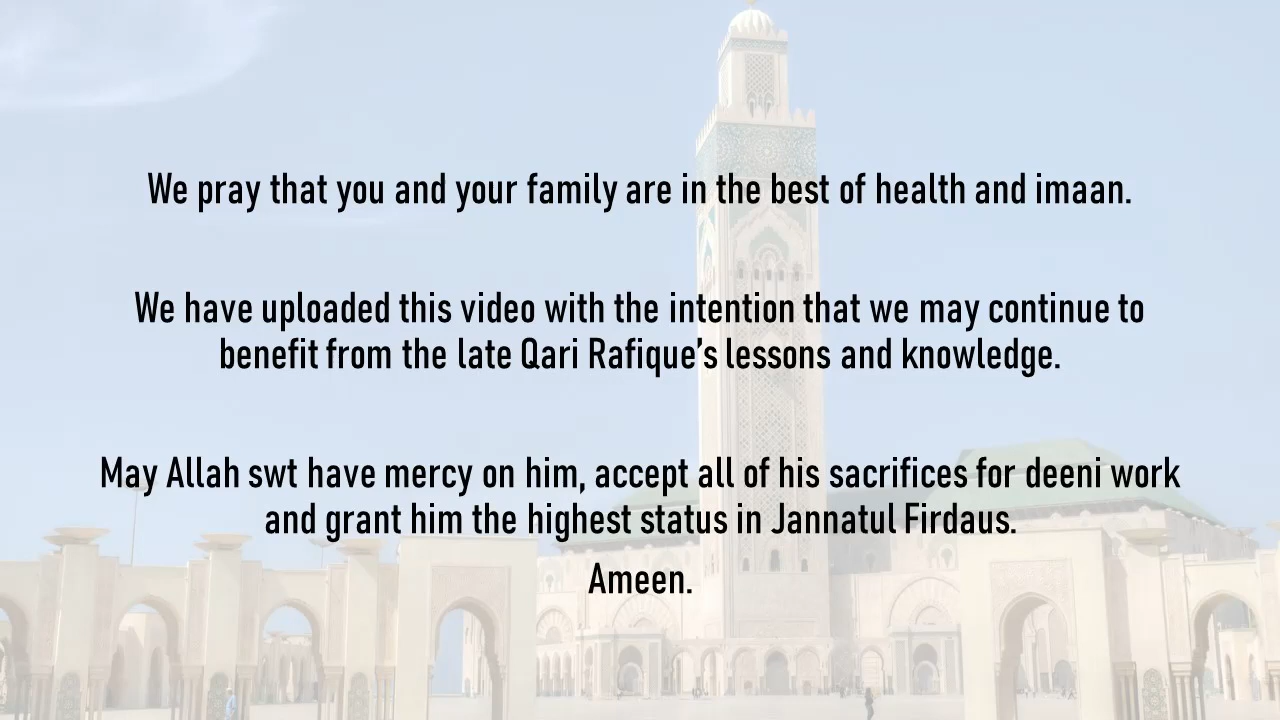 We pray that you and your family are in the best of health and imaan.
We have uploaded this video with the intention that we may continue to
benefit from the late Qari Rafique’s lessons and knowledge.
May Allah swt have mercy on him, accept all of his sacrifices for deeni work
and grant him the highest status in Jannatul Firdaus.
Ameen.